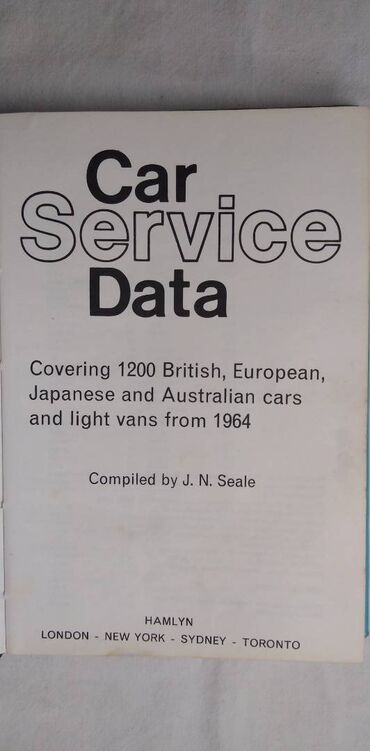 Car
Service
Data
Covering 1200 British, European,
Japanese and Australian cars
and light vans from 1964
Compiled by J. N. Seale
HAMLYN
LONDON - NEW YORK - SYDNEY - TORONTO